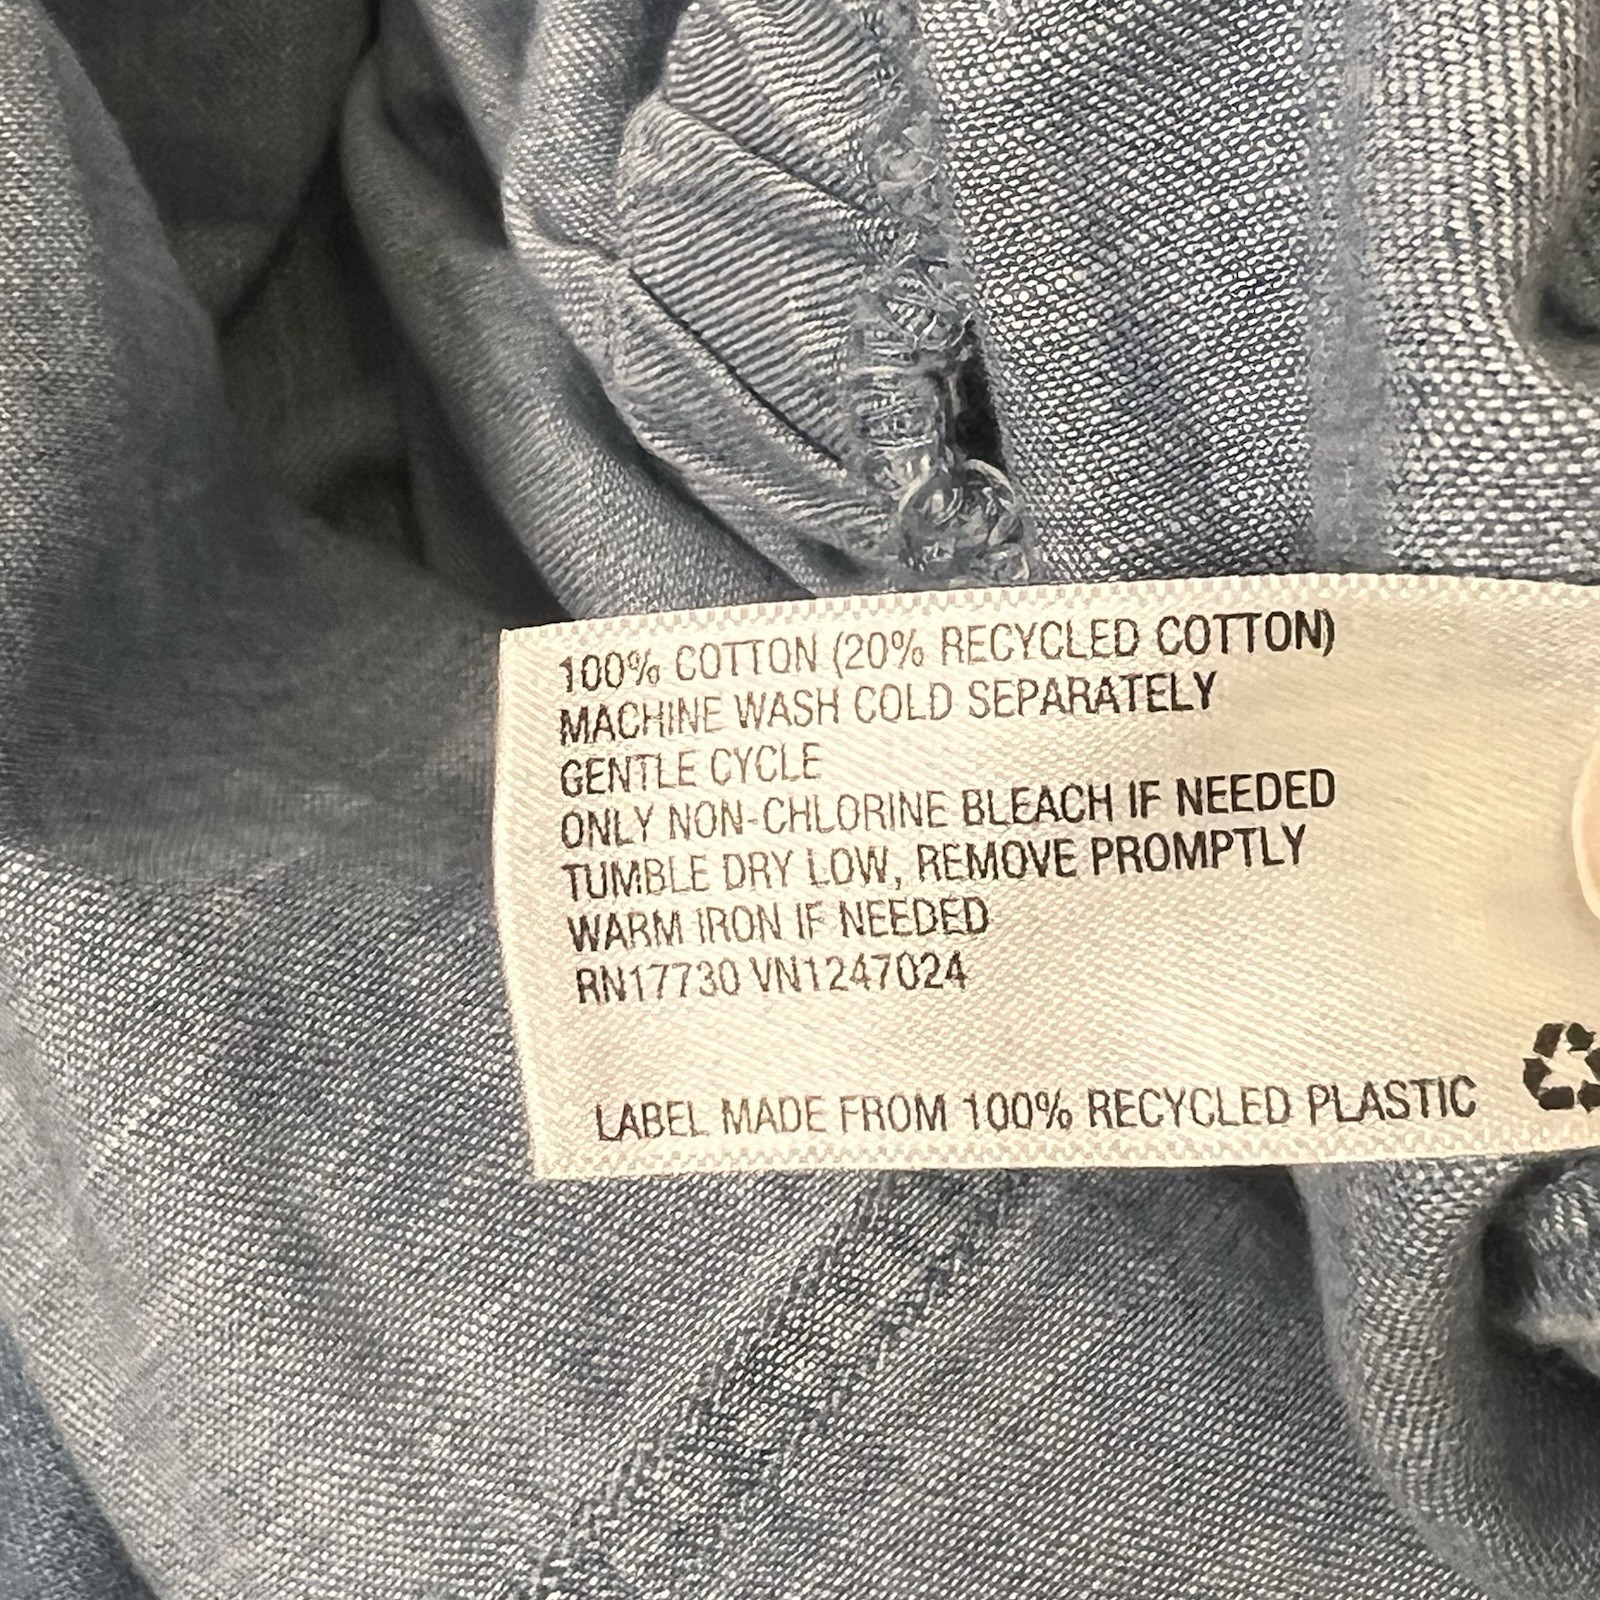 100% COTTON (20% RECYCLED COTTON)
MACHINE WASH COLD SEPARATELY
GENTLE CYCLE
ONLY NON-CHLORINE BLEACH IF NEEDED
TUMBLE DRY LOW, REMOVE PROMPTLY
WARM IRON IF NEEDED
RN17730 VN1247024
LABEL MADE FROM 100% RECYCLED PLASTIC